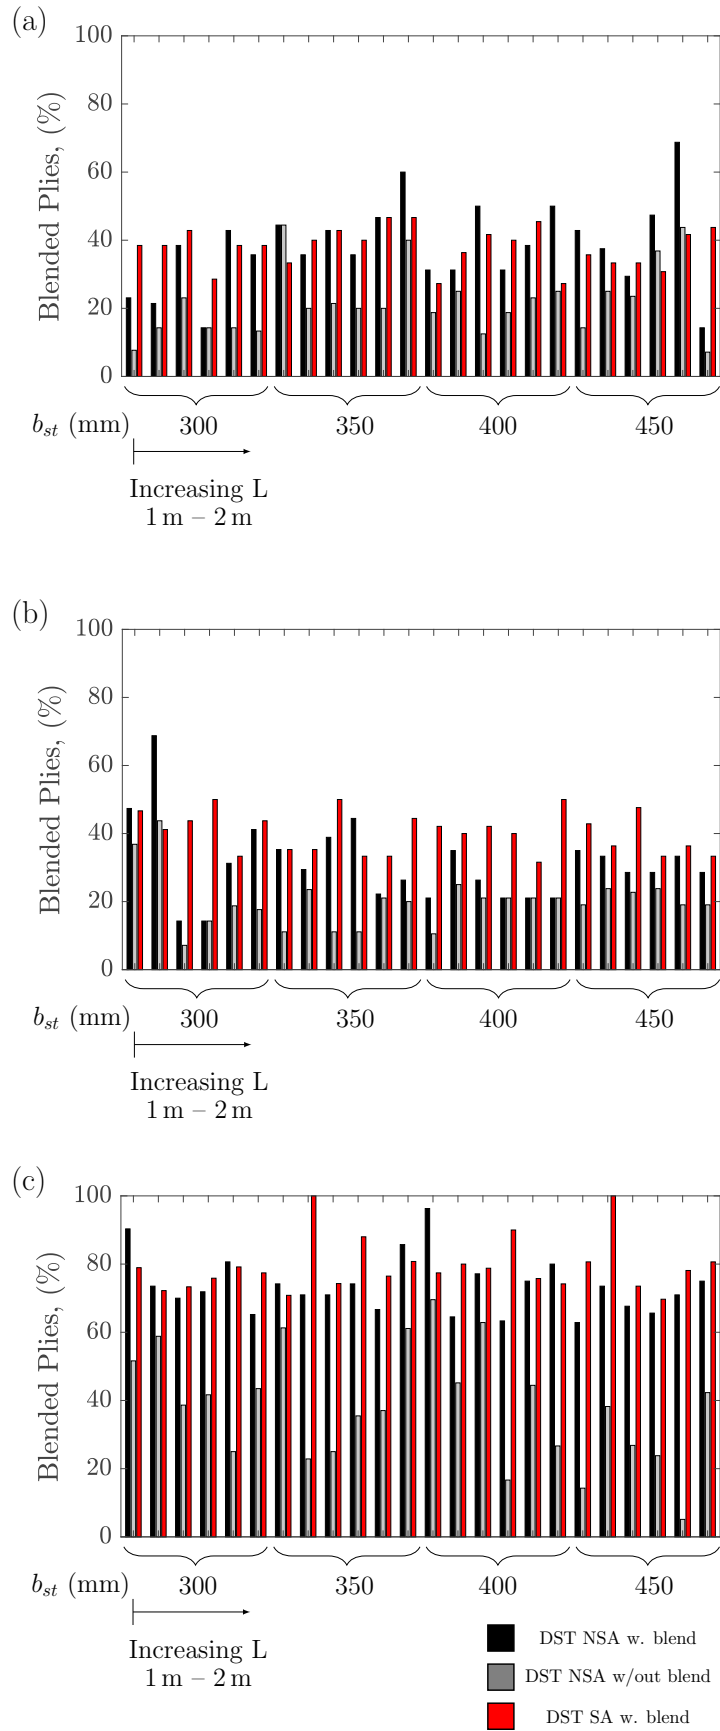 (a)
100
80
60
40
20
0
Blended Plies, (%)
b_st (mm)
300
350
400
450
Increasing L
1 m – 2 m
(b)
100
80
60
40
20
0
Blended Plies, (%)
b_st (mm)
300
350
400
450
Increasing L
1 m – 2 m
(c)
100
80
60
40
20
0
Blended Plies, (%)
b_st (mm)
300
350
400
450
Increasing L
1 m – 2 m
DST NSA w. blend
DST NSA w/out blend
DST SA w. blend